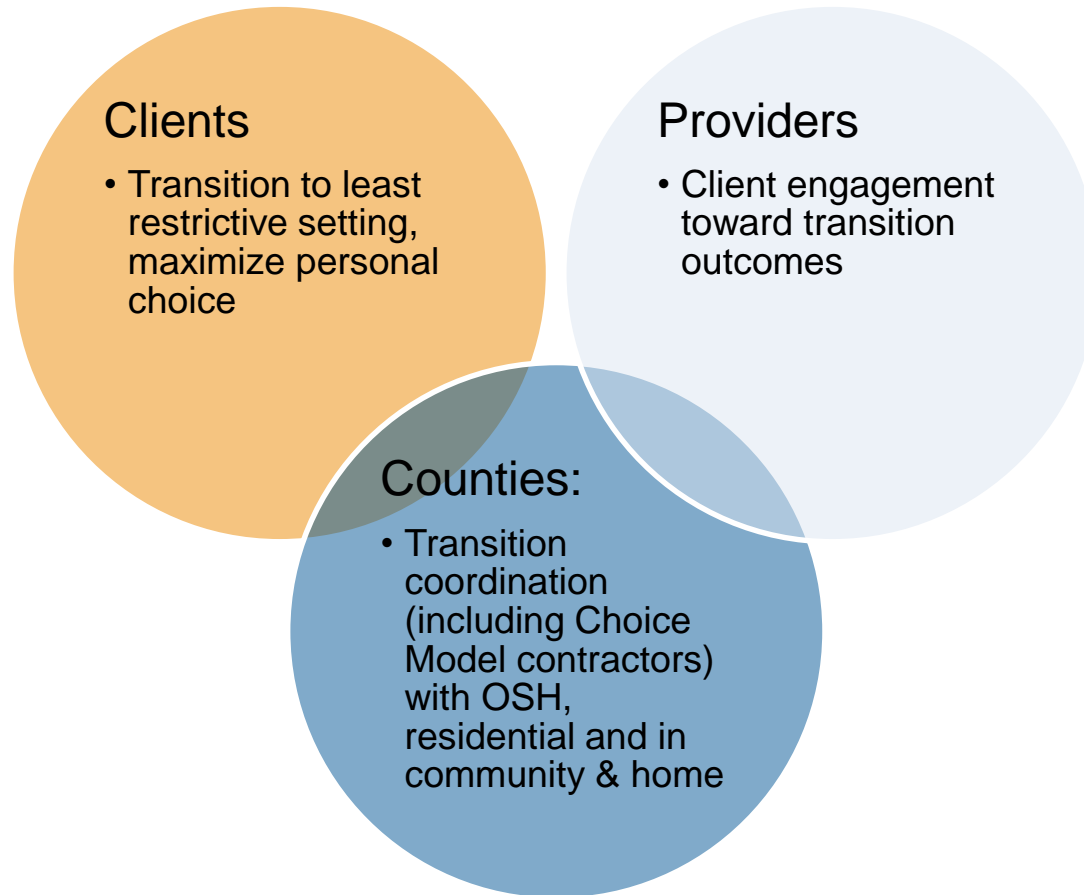 Clients
• Transition to least
restrictive setting,
maximize personal
choice
Providers
• Client engagement
toward transition
outcomes
Counties:
• Transition
coordination
(including Choice
Model contractors)
with OSH,
residential and in
community & home